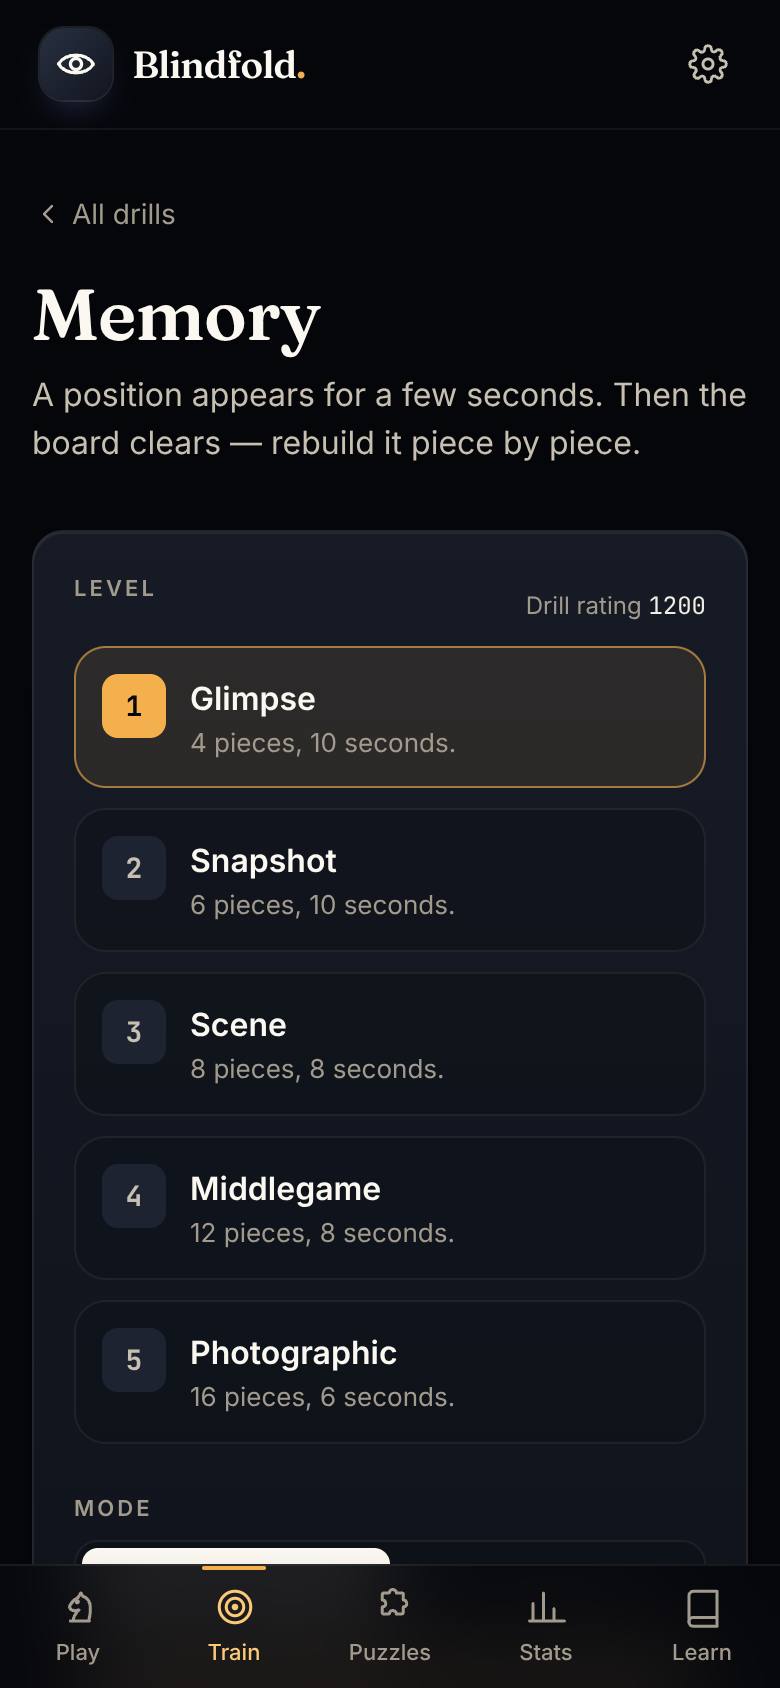 Blindfold.
All drills
Memory
A position appears for a few seconds. Then the
board clears — rebuild it piece by piece.
LEVEL
Drill rating 1200
1
Glimpse
4 pieces, 10 seconds.
2
Snapshot
6 pieces, 10 seconds.
3
Scene
8 pieces, 8 seconds.
4
Middlegame
12 pieces, 8 seconds.
5
Photographic
16 pieces, 6 seconds.
MODE
Play
Train
Puzzles
Stats
Learn